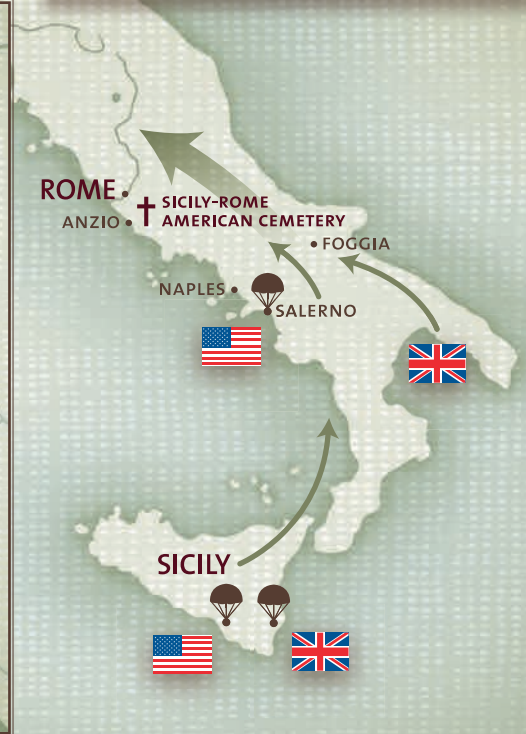 ROME
SICILY-ROME
AMERICAN CEMETERY
ANZIO
FOGGIA
NAPLES
SALERNO
SICILY